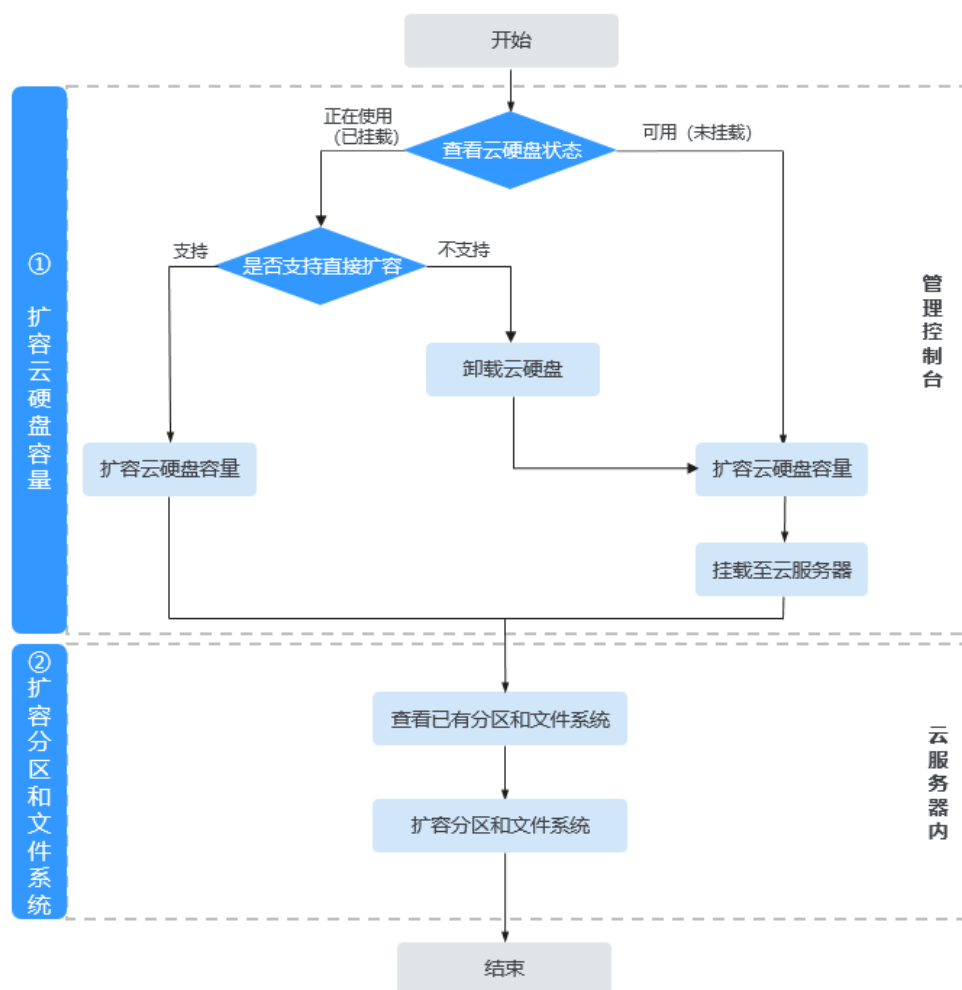 开始
正在使用
（已挂载）
可用（未挂载）
查看云硬盘状态
支持
不支持
是否支持直接扩容
①
扩容云硬盘容量
管理控制台
卸载云硬盘
扩容云硬盘容量
扩容云硬盘容量
挂载至云服务器
②
扩容分区和文件系统
查看已有分区和文件系统
云服务器内
扩容分区和文件系统
结束